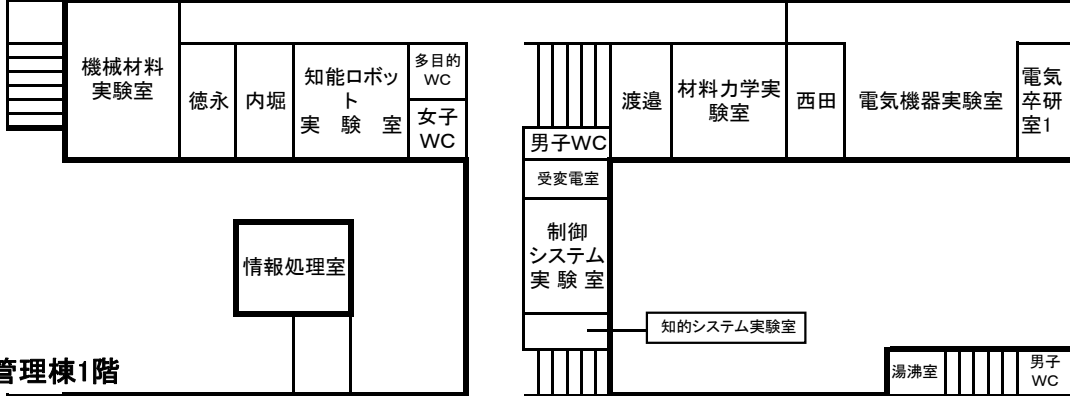 機械材料
実験室
徳永
内堀
知能ロボッ
ト
実験室
多目的
WC
女子
WC
男子WC
受変電室
制御
システム
実験室
知的システム実験室
渡邉
材料力学実
験室
西田
電気機器実験室
電気
卒研
室1
情報処理室
管理棟1階
湯沸室
男子
WC